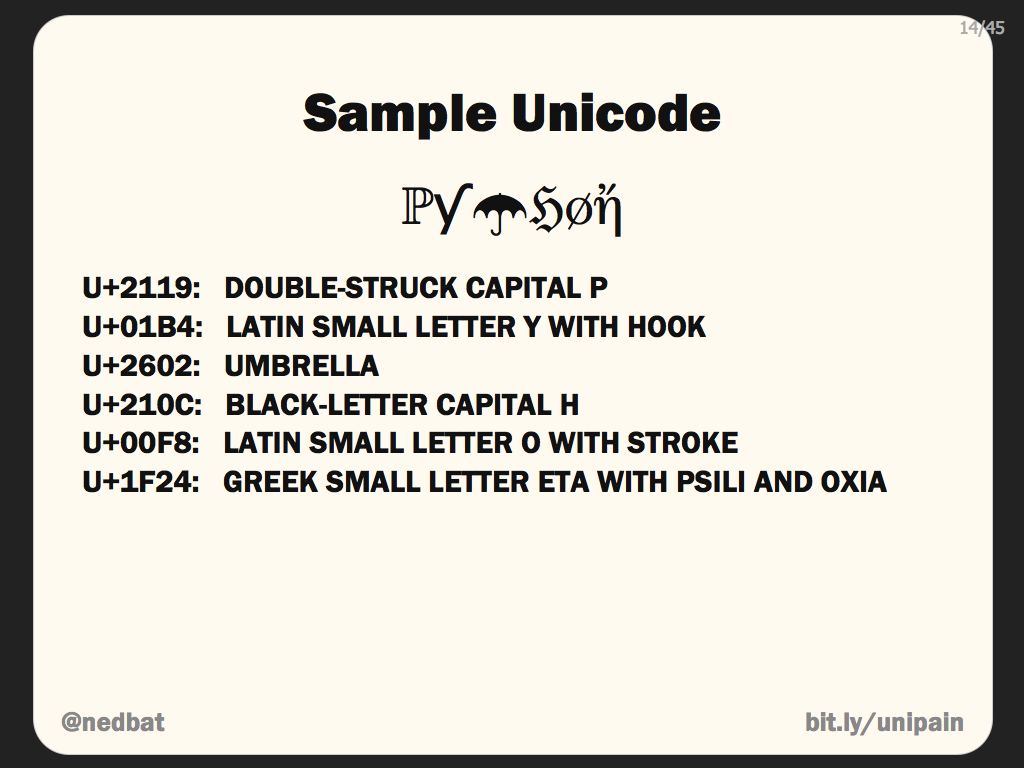 14/45
Sample Unicode
ℙƴ☂ℌøἤ
U+2119: DOUBLE-STRUCK CAPITAL P
U+01B4: LATIN SMALL LETTER Y WITH HOOK
U+2602: UMBRELLA
U+210C: BLACK-LETTER CAPITAL H
U+00F8: LATIN SMALL LETTER O WITH STROKE
U+1F24: GREEK SMALL LETTER ETA WITH PSILI AND OXIA
@nedbat
bit.ly/unipain